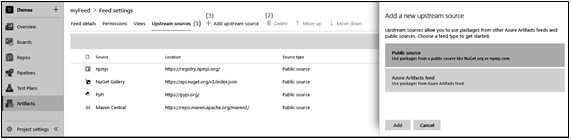 Demos
Overview
Boards
Repos
Pipelines
Test Plans
Artifacts
Project settings
myFeed > Feed settings
(3) (2)
Feed details Permissions Views Upstream sources (1) + Add upstream source Delete ↑ Move up ↓ Move down
Source Location Source type
npmjs https://registry.npmjs.org/ Public source
NuGet Gallery https://api.nuget.org/v3/index.json Public source
PyPI https://pypi.org/ Public source
Maven Central https://repo.maven.apache.org/maven2/ Public source
Add a new upstream source
Upstream sources allow you to use packages from other Azure Artifacts feeds and
public sources. Choose a feed type to get started.
Public source
Use packages from a public source like NuGet.org or npmjs.com.
Azure Artifacts feed
Use packages from Azure Artifacts feed.
Add Cancel